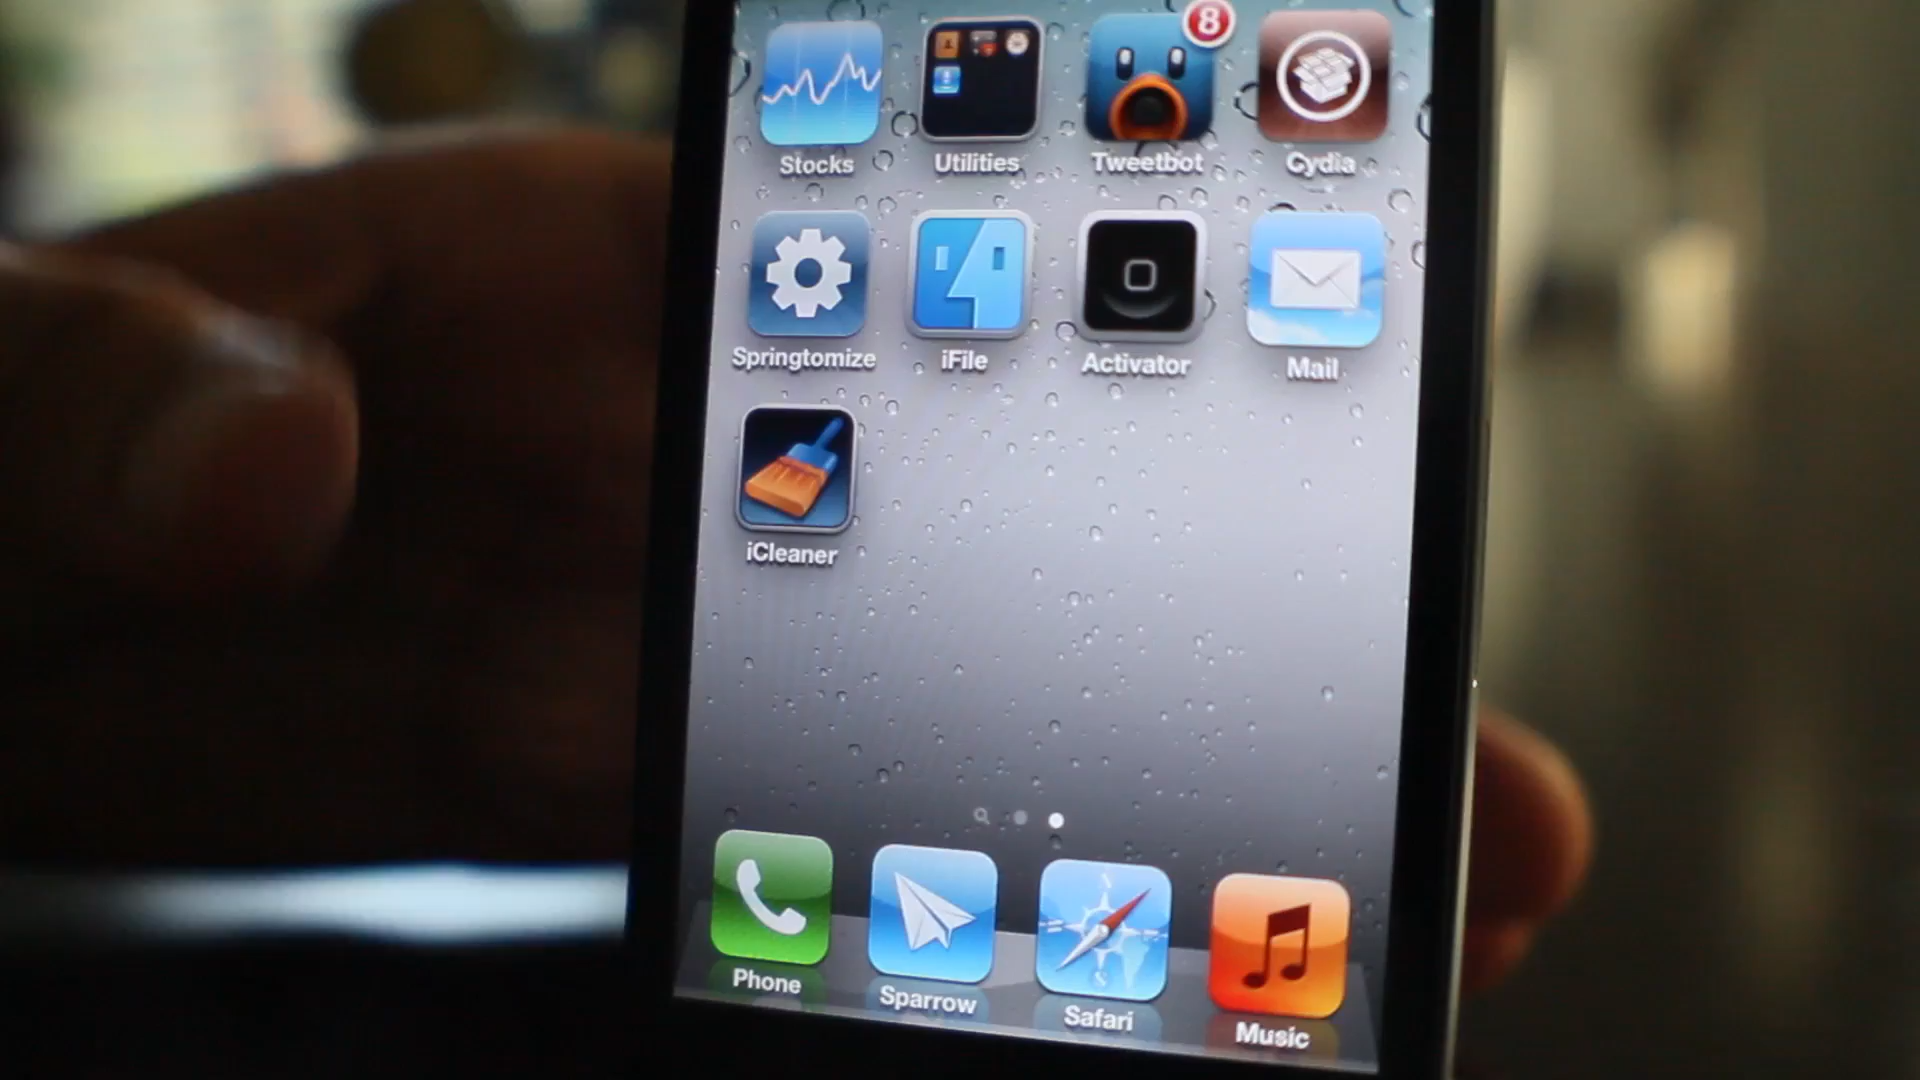 8
Stocks Utilities Tweetbot Cydia
Springtomize iFile Activator Mail
iCleaner
Phone Sparrow Safari Music